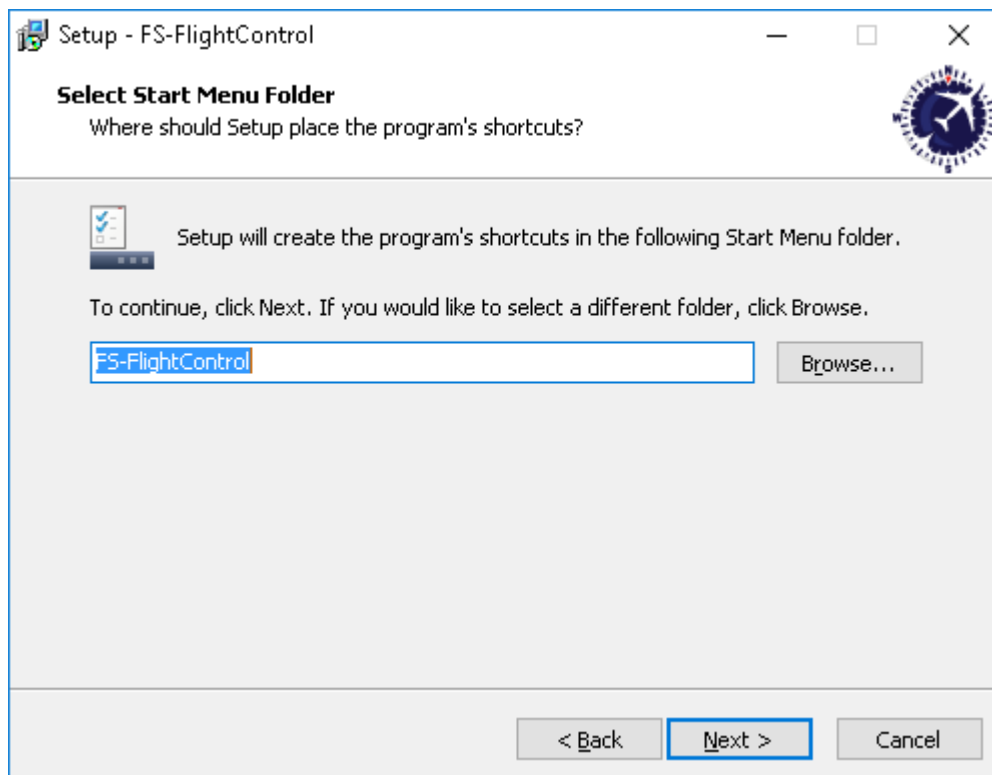 Setup - FS-FlightControl
Select Start Menu Folder
Where should Setup place the program's shortcuts?
Setup will create the program's shortcuts in the following Start Menu folder.
To continue, click Next. If you would like to select a different folder, click Browse.
FS-FlightControl
Browse...
< Back
Next >
Cancel